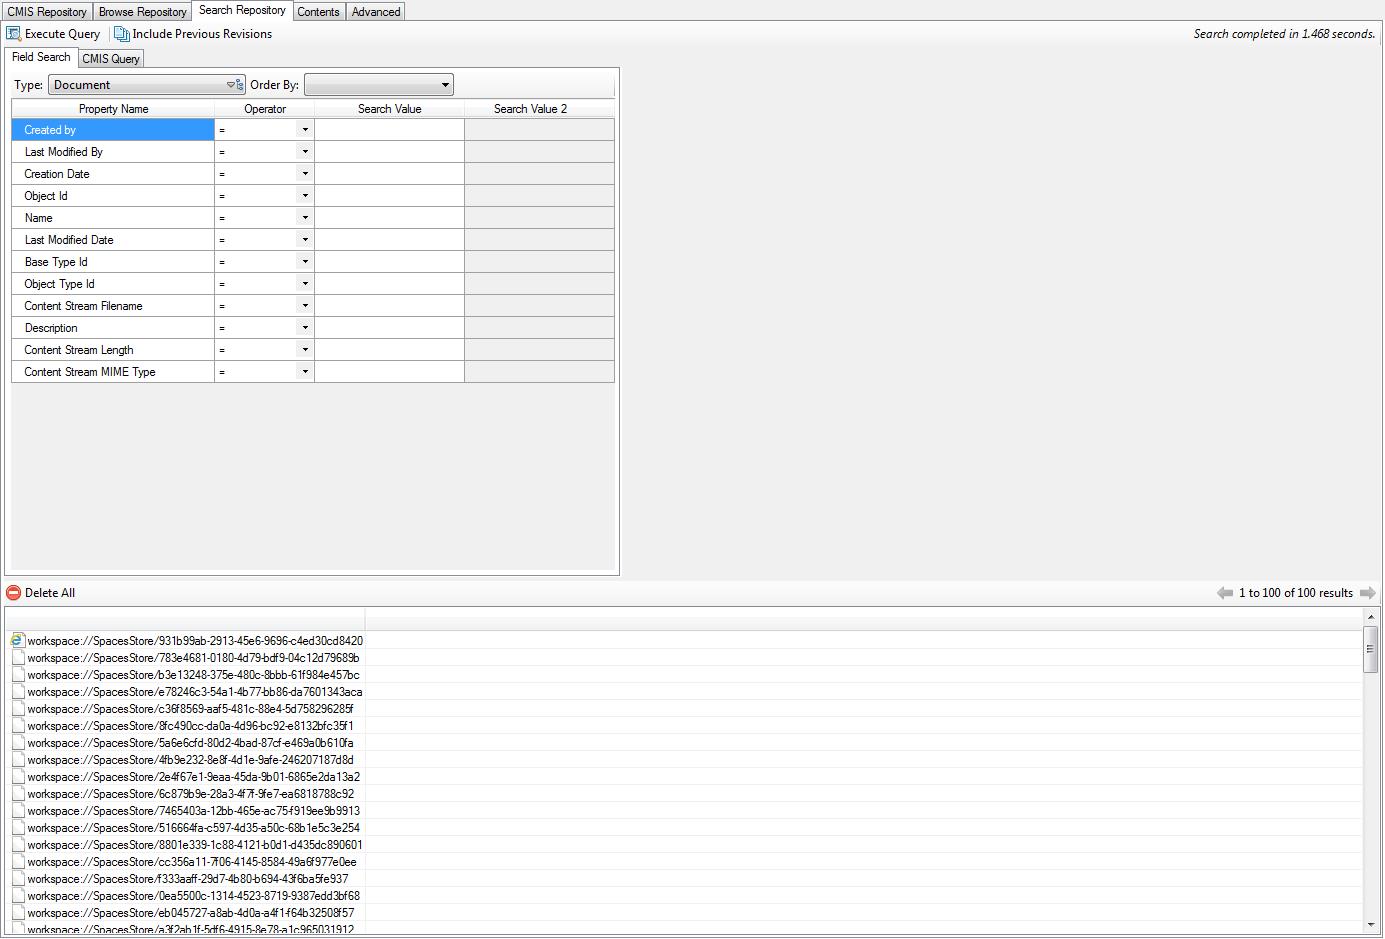 CMIS Repository Browse Repository Search Repository Contents Advanced
Execute Query Include Previous Revisions Search completed in 1.468 seconds.
Field Search CMIS Query
Type: Document Order By:
Property Name Operator Search Value Search Value 2
Created by =
Last Modified By =
Creation Date =
Object Id =
Name =
Last Modified Date =
Base Type Id =
Object Type Id =
Content Stream Filename =
Description =
Content Stream Length =
Content Stream MIME Type =
Delete All 1 to 100 of 100 results
workspace://SpacesStore/931b99ab-2913-45e6-9696-c4ed30cd8420
workspace://SpacesStore/783e4681-0180-4d79-bdf9-04c12d79689b
workspace://SpacesStore/b3e13248-375e-480c-8bbb-61f984e457bc
workspace://SpacesStore/e78246c3-54a1-4b77-bb86-da7601343aca
workspace://SpacesStore/c36f8569-aaf5-481c-88e4-5d758296285f
workspace://SpacesStore/8fc490cc-da0a-4d96-bc92-e8132bfc35f1
workspace://SpacesStore/5a6e6cfd-80d2-4bad-87cf-e469a0b610fa
workspace://SpacesStore/4fb9e232-8e8f-4d1e-9afe-246207187d8d
workspace://SpacesStore/2e4f67e1-9eaa-45da-9b01-6865e2da13a2
workspace://SpacesStore/6c879b9e-28a3-4f7f-9fe7-ea6818788c92
workspace://SpacesStore/7465403a-12bb-465e-ac75-f919ee9b9913
workspace://SpacesStore/516664fa-c597-4d35-a50c-68b1e5c3e254
workspace://SpacesStore/8801e339-1c88-4121-b0d1-d435dc890601
workspace://SpacesStore/cc356a11-7f06-4145-8584-49a6f977e0ee
workspace://SpacesStore/f333aaff-29d7-4b80-b694-43f6ba5fe937
workspace://SpacesStore/0ea5500c-1314-4523-8719-9387edd3bf68
workspace://SpacesStore/eb045727-a8ab-4d0a-a4f1-f64b32508f57
workspace://SpacesStore/a3f2ab1f-5df6-4915-8e78-a1c965031912